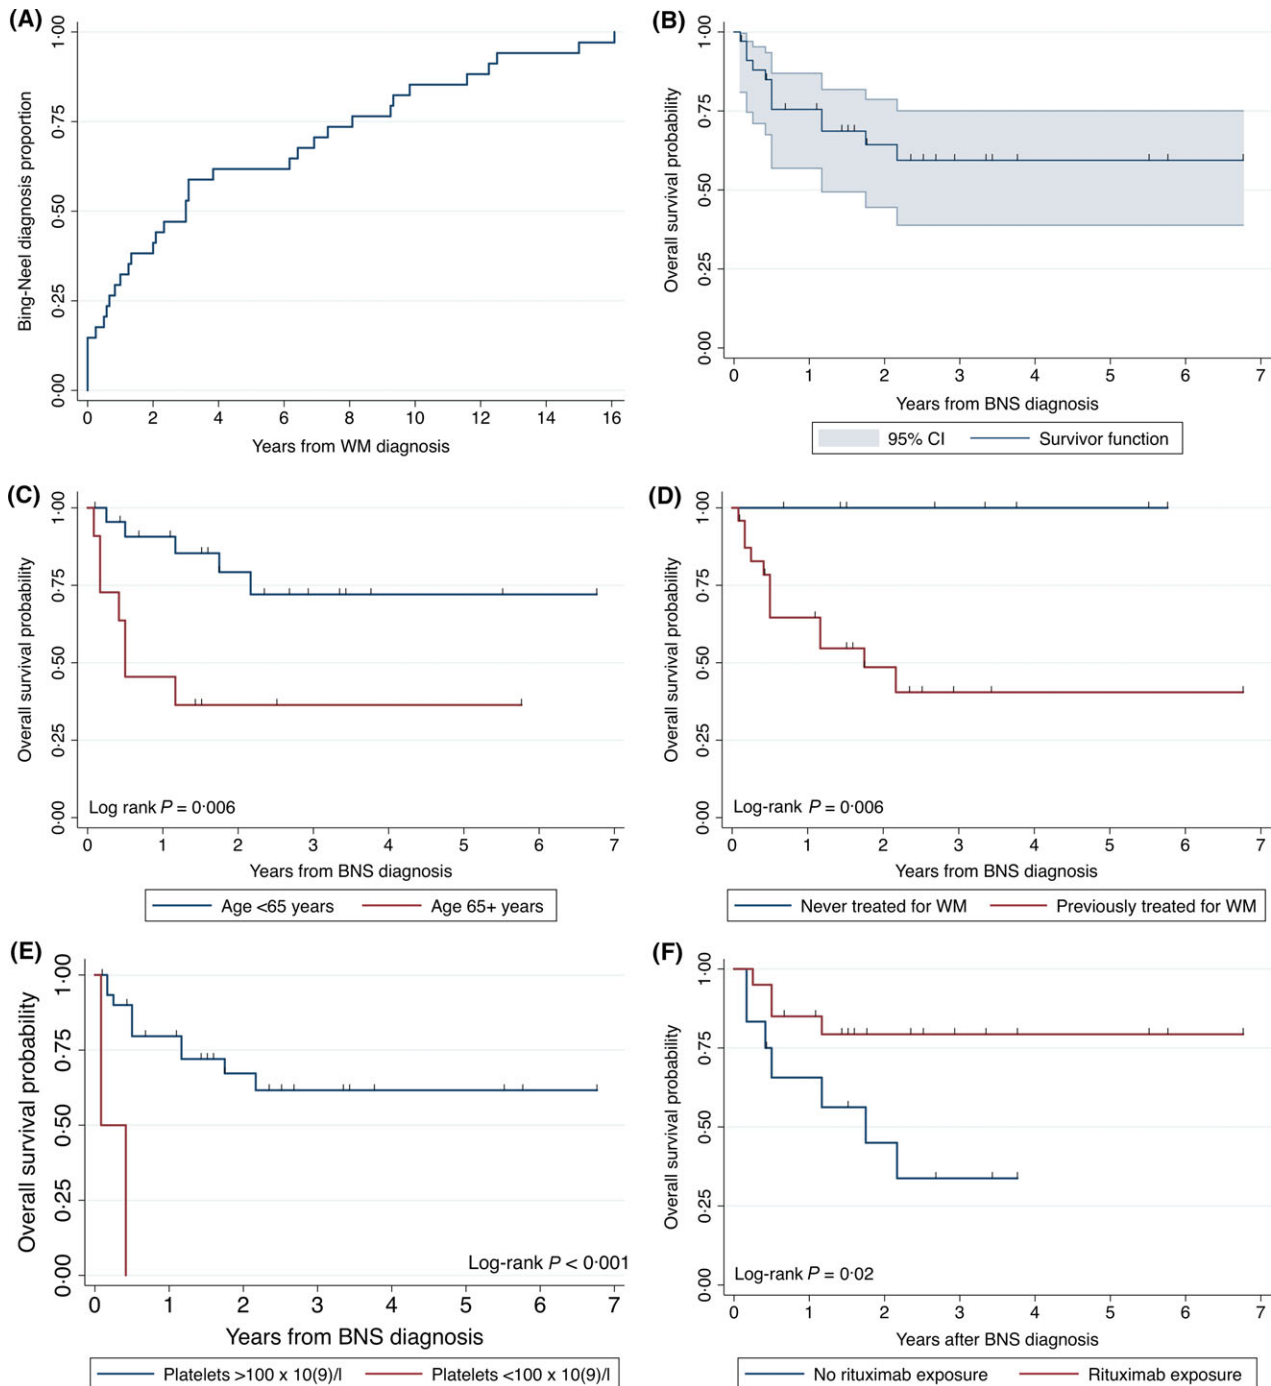 (A)
Bing-Neel diagnosis proportion
1·00
0·75
0·50
0·25
0·00
0 2 4 6 8 10 12 14 16
Years from WM diagnosis
(B)
Overall survival probability
1·00
0·75
0·50
0·25
0·00
0 1 2 3 4 5 6 7
Years from BNS diagnosis
95% CI Survivor function
(C)
Overall survival probability
1·00
0·75
0·50
0·25
0·00
Log rank P = 0·006
0 1 2 3 4 5 6 7
Years from BNS diagnosis
Age <65 years Age 65+ years
(D)
Overall survival probability
1·00
0·75
0·50
0·25
0·00
Log-rank P = 0·006
0 1 2 3 4 5 6 7
Years from BNS diagnosis
Never treated for WM Previously treated for WM
(E)
Overall survival probability
1·00
0·75
0·50
0·25
0·00
Log-rank P < 0·001
0 1 2 3 4 5 6 7
Years from BNS diagnosis
Platelets >100 x 10(9)/l Platelets <100 x 10(9)/l
(F)
Overall survival probability
1·00
0·75
0·50
0·25
0·00
Log-rank P = 0·02
0 1 2 3 4 5 6 7
Years after BNS diagnosis
No rituximab exposure Rituximab exposure